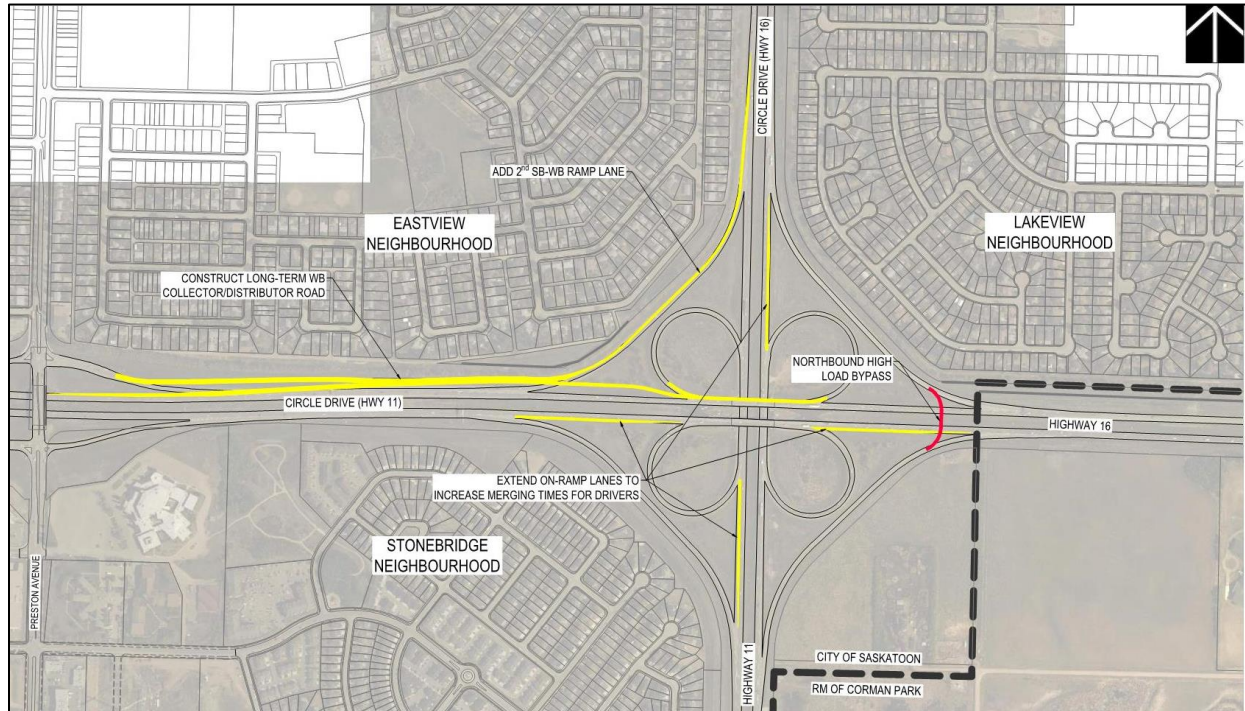 CIRCLE DRIVE (HWY 16)
ADD 2nd SB-WB RAMP LANE
EASTVIEW
NEIGHBOURHOOD
LAKEVIEW
NEIGHBOURHOOD
CONSTRUCT LONG-TERM WB
COLLECTOR/DISTRIBUTOR ROAD
NORTHBOUND HIGH
LOAD BYPASS
CIRCLE DRIVE (HWY 11)
HIGHWAY 16
EXTEND ON-RAMP LANES TO
INCREASE MERGING TIMES FOR DRIVERS
STONEBRIDGE
NEIGHBOURHOOD
PRESTON AVENUE
HIGHWAY 11
CITY OF SASKATOON
RM OF CORMAN PARK